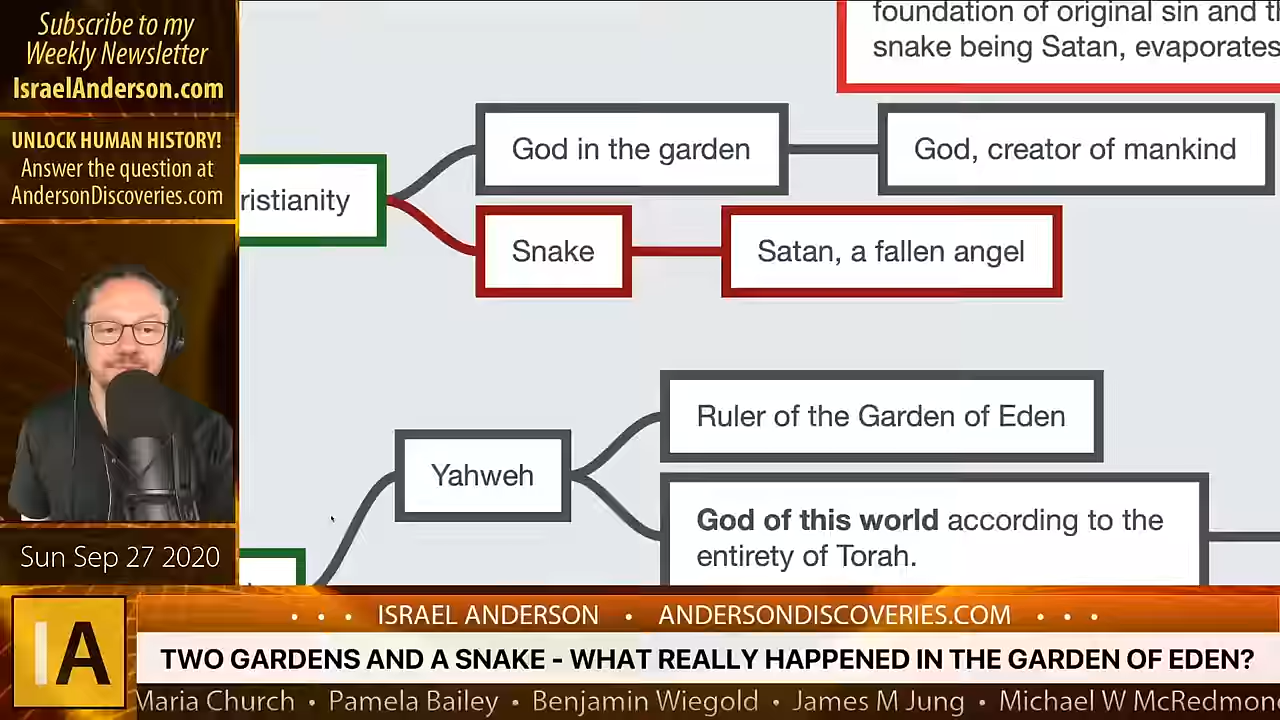 Subscribe to my
Weekly Newsletter
IsraelAnderson.com
UNLOCK HUMAN HISTORY!
Answer the question at
AndersonDiscoveries.com
foundation of original sin and
snake being Satan, evaporates
God in the garden
God, creator of mankind
ristianity
Snake
Satan, a fallen angel
Ruler of the Garden of Eden
Yahweh
God of this world according to the
entirety of Torah.
Sun Sep 27 2020
• • • ISRAEL ANDERSON • ANDERSONDISCOVERIES.COM • • •
IA
TWO GARDENS AND A SNAKE - WHAT REALLY HAPPENED IN THE GARDEN OF EDEN?
Maria Church • Pamela Bailey • Benjamin Wiegold • James M Jung • Michael W McRedmon